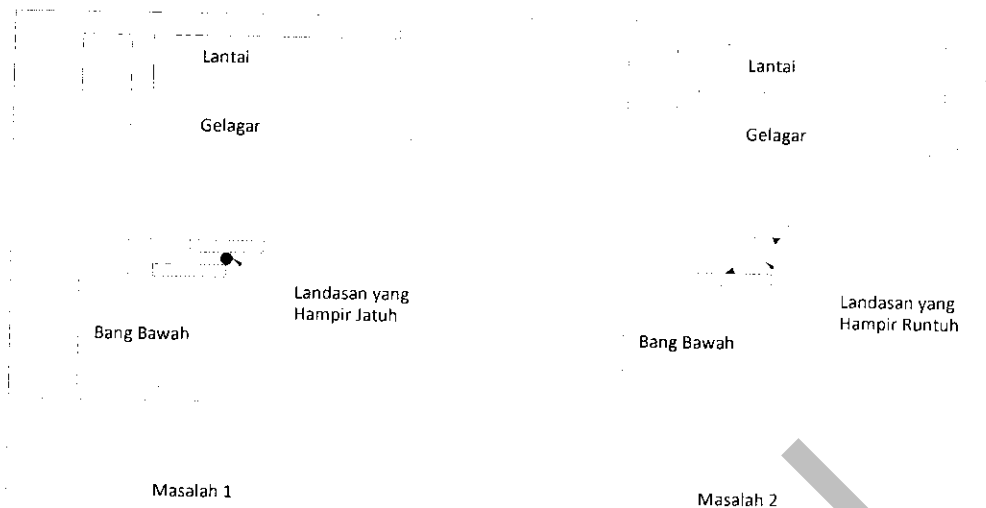 Lantai
Gelagar
Landasan yang
Hampir Jatuh
Bang Bawah
Masalah 1
Lantai
Gelagar
Landasan yang
Hampir Runtuh
Bang Bawah
Masalah 2